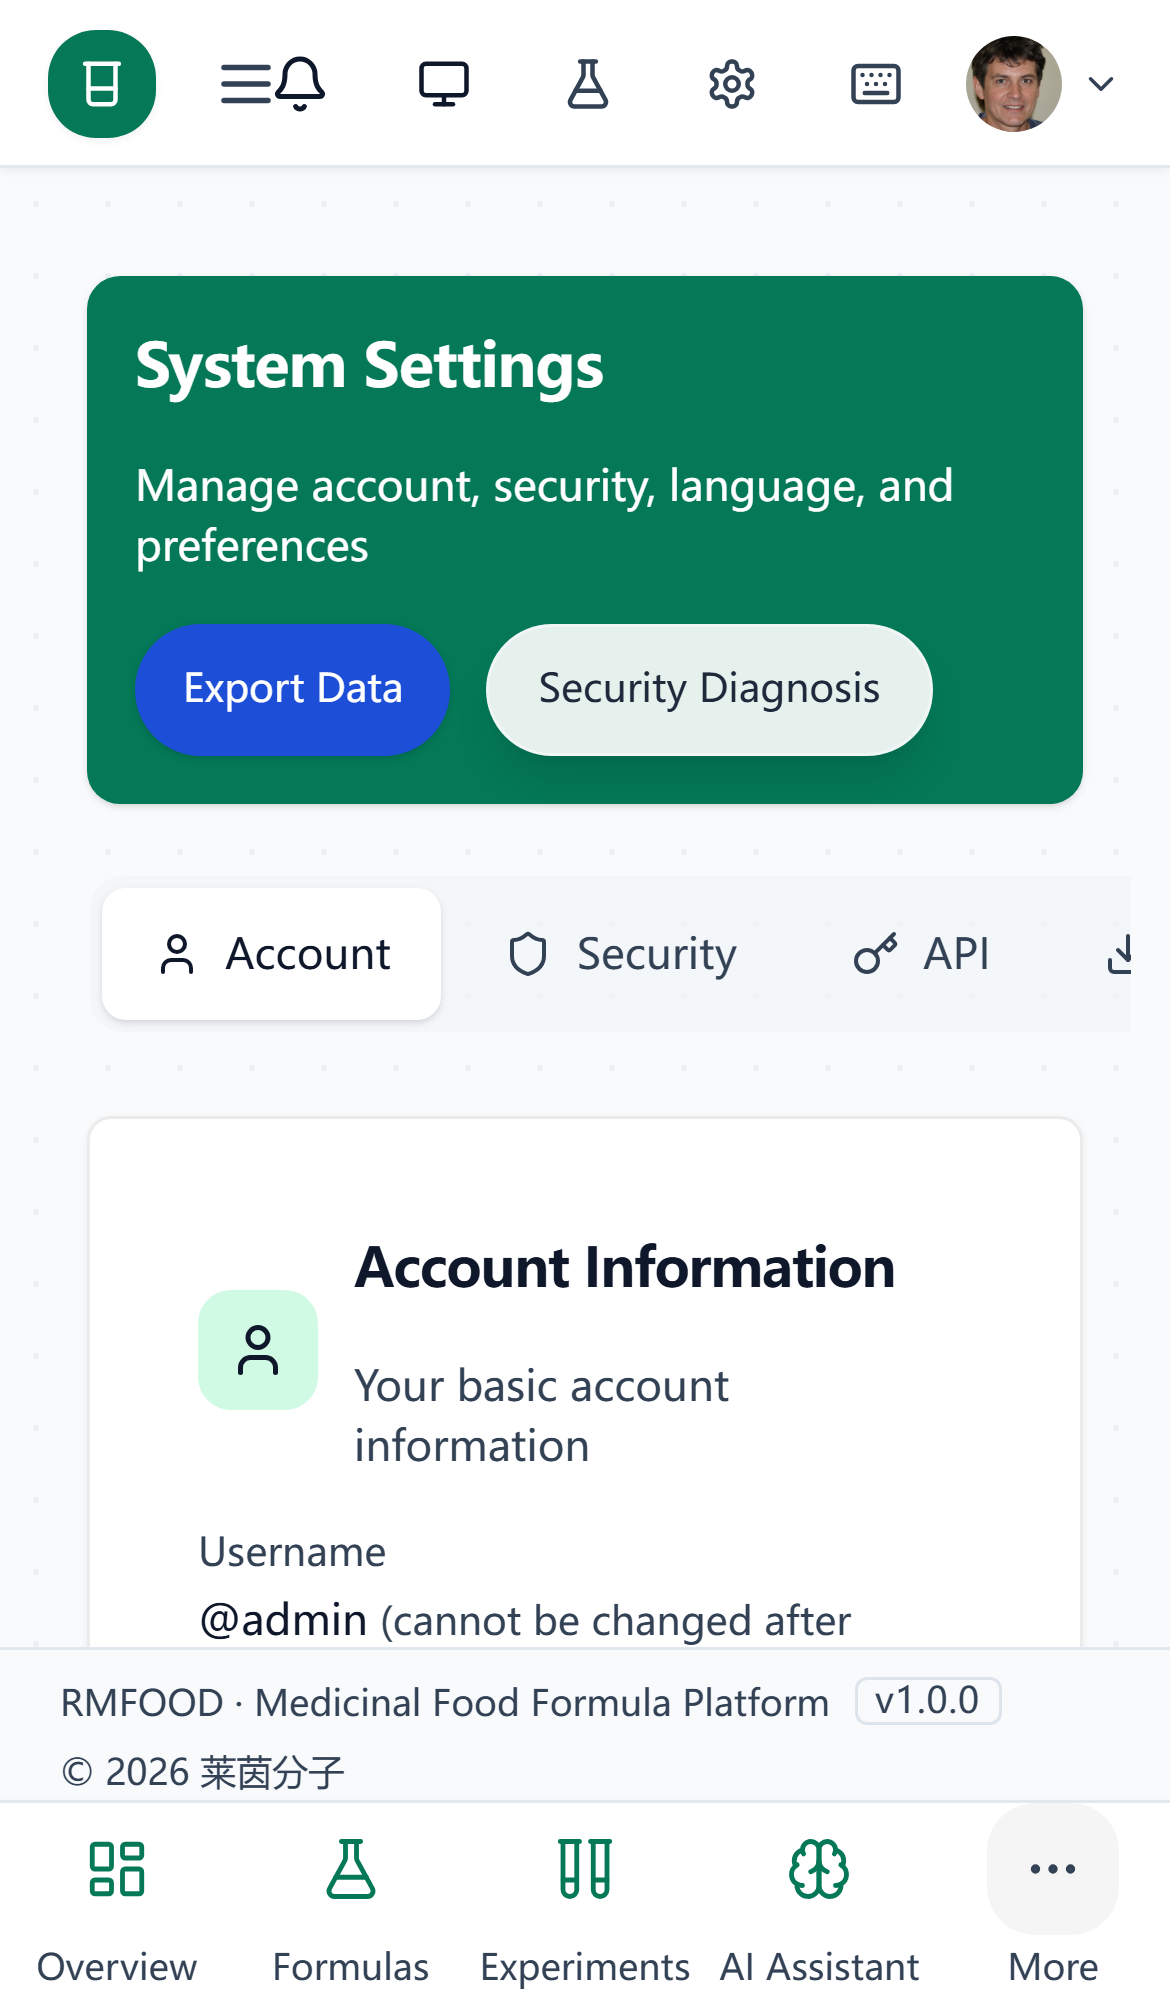 System Settings
Manage account, security, language, and
preferences
Export Data
Security Diagnosis
Account
Security
API
Account Information
Your basic account
information
Username
@admin (cannot be changed after
RMFOOD · Medicinal Food Formula Platform
v1.0.0
© 2026 莱茵分子
Overview
Formulas
Experiments
AI Assistant
More